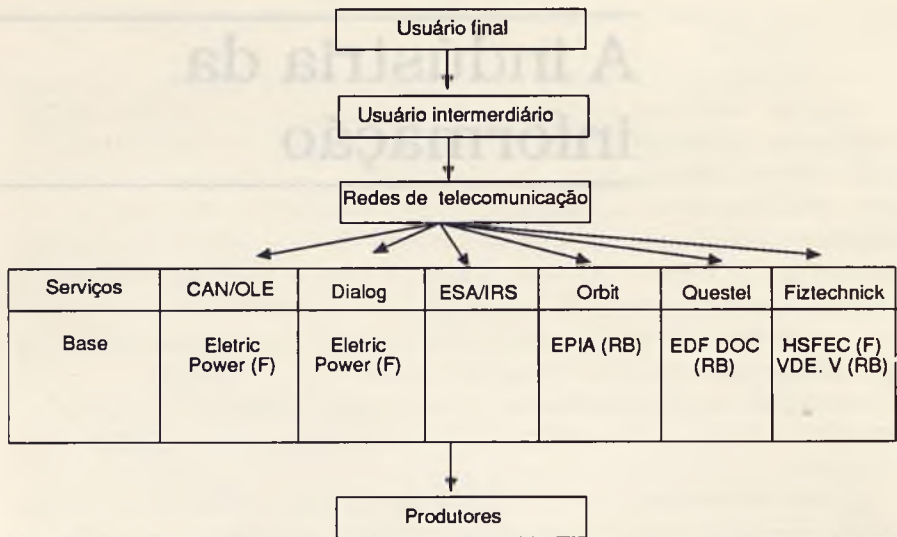 A indústria da
informação
Usuário final
Usuário intermerdiário
Redes de telecomunicação
Serviços CAN/OLE Dialog ESA/IRS Orbit Questel Fiztechnick
Base Eletric Power (F) Eletric Power (F) EPIA (RB) EDF DOC (RB) HSFEC (F) VDE. V (RB)
Produtores